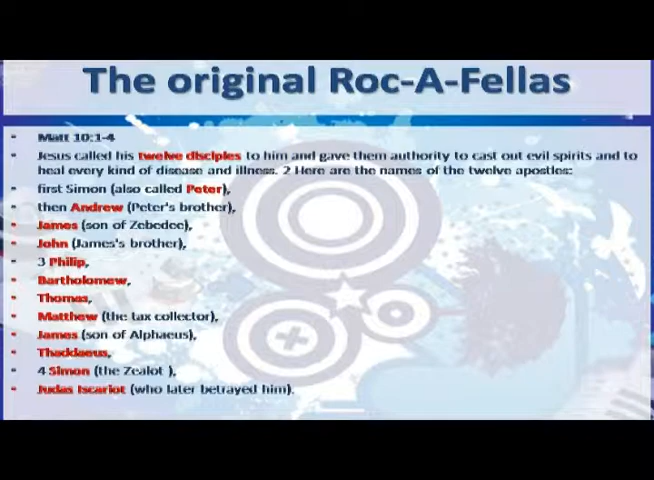 The original Roc-A-Fellas
Matt 10:1-4
Jesus called his twelve disciples to him and gave them authority to cast out evil spirits and to
heal every kind of disease and illness. 2 Here are the names of the twelve apostles:
first Simon (also called Peter),
then Andrew (Peter's brother),
James (son of Zebedee),
John (James's brother),
3 Philip,
Bartholomew,
Thomas,
Matthew (the tax collector),
James (son of Alphaeus),
Thaddaeus,
4 Simon (the Zealot ),
Judas Iscariot (who later betrayed him).